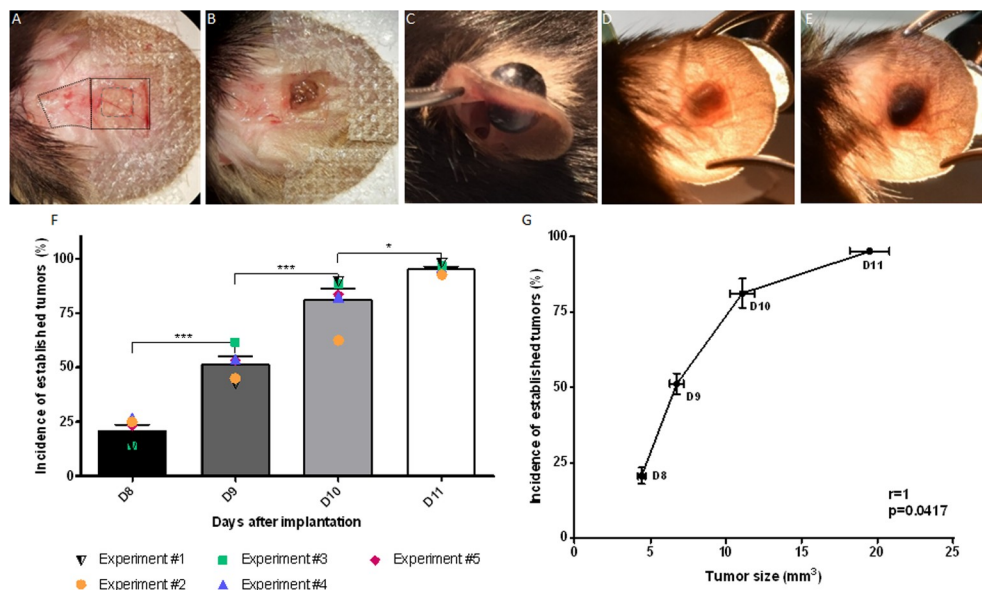 A B C D E
F G
Incidence of established tumors (%)
100
75
50
25
0
***
***
*
D8 D9 D10 D11
Days after implantation
Experiment #1 Experiment #3 Experiment #5
Experiment #2 Experiment #4
Incidence of established tumors (%)
100
75
50
25
0
D11
D10
D9
D8
r=1
p=0.0417
0 5 10 15 20 25
Tumor size (mm³)